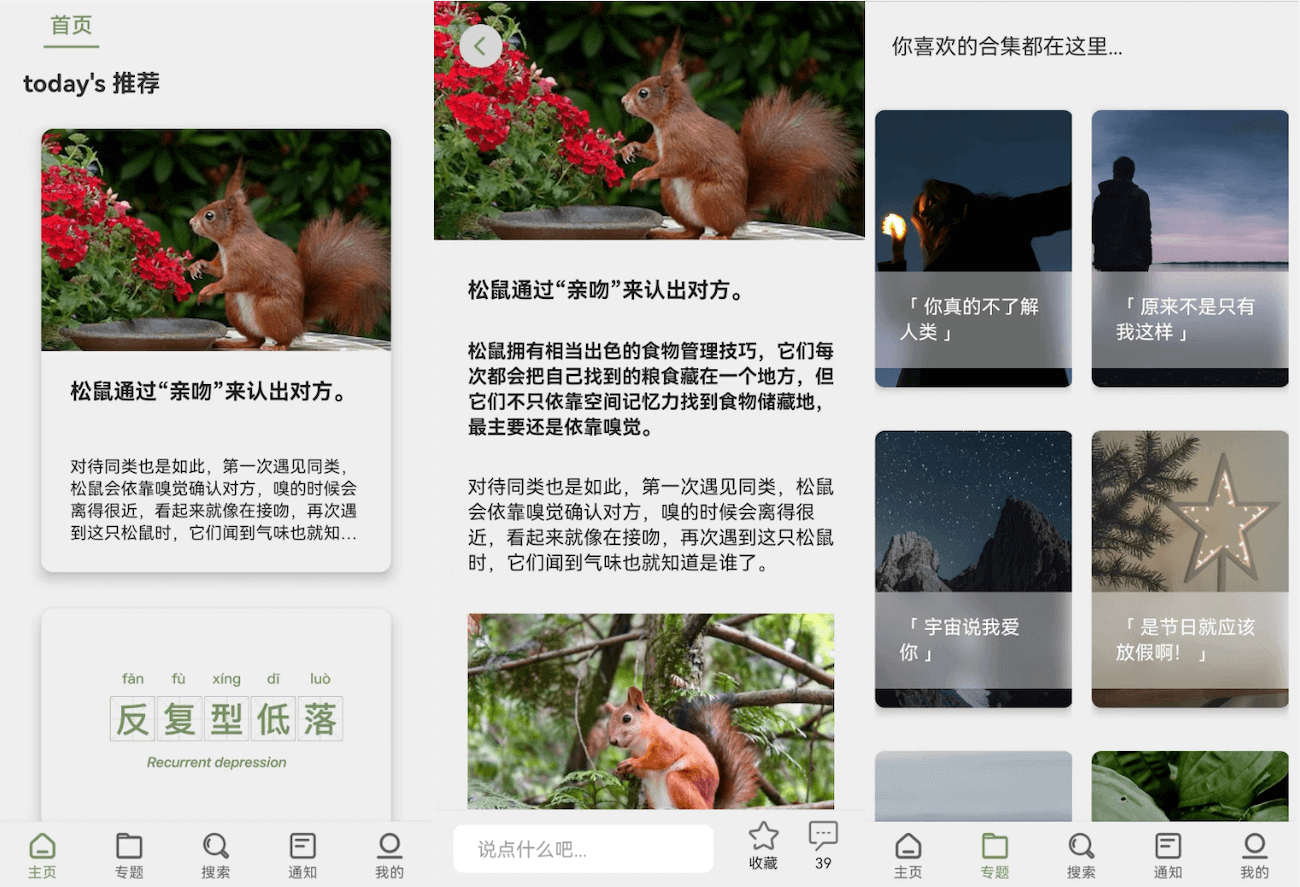 首页
today's 推荐
松鼠通过“亲吻”来认出对方。
对待同类也是如此，第一次遇见同类，
松鼠会依靠嗅觉确认对方，嗅的时候会
离得很近，看起来就像在接吻，再次遇
到这只松鼠时，它们闻到气味也就知...
fǎn fù xíng dī luò
反复型低落
Recurrent depression
主页
专题
搜索
通知
我的
松鼠通过“亲吻”来认出对方。
松鼠拥有相当出色的食物管理技巧，它们每
次都会把自己找到的粮食藏在一个地方，但
它们不只依靠空间记忆力找到食物储藏地，
最主要还是依靠嗅觉。
对待同类也是如此，第一次遇见同类，松鼠
会依靠嗅觉确认对方，嗅的时候会离得很
近，看起来就像在接吻，再次遇到这只松鼠
时，它们闻到气味也就知道是谁了。
说点什么吧...
收藏
39
你喜欢的合集都在这里...
「 你真的不了解
人类 」
「 原来不是只有
我这样 」
「 宇宙说我爱
你 」
「 是节日就应该
放假啊！ 」
主页
专题
搜索
通知
我的